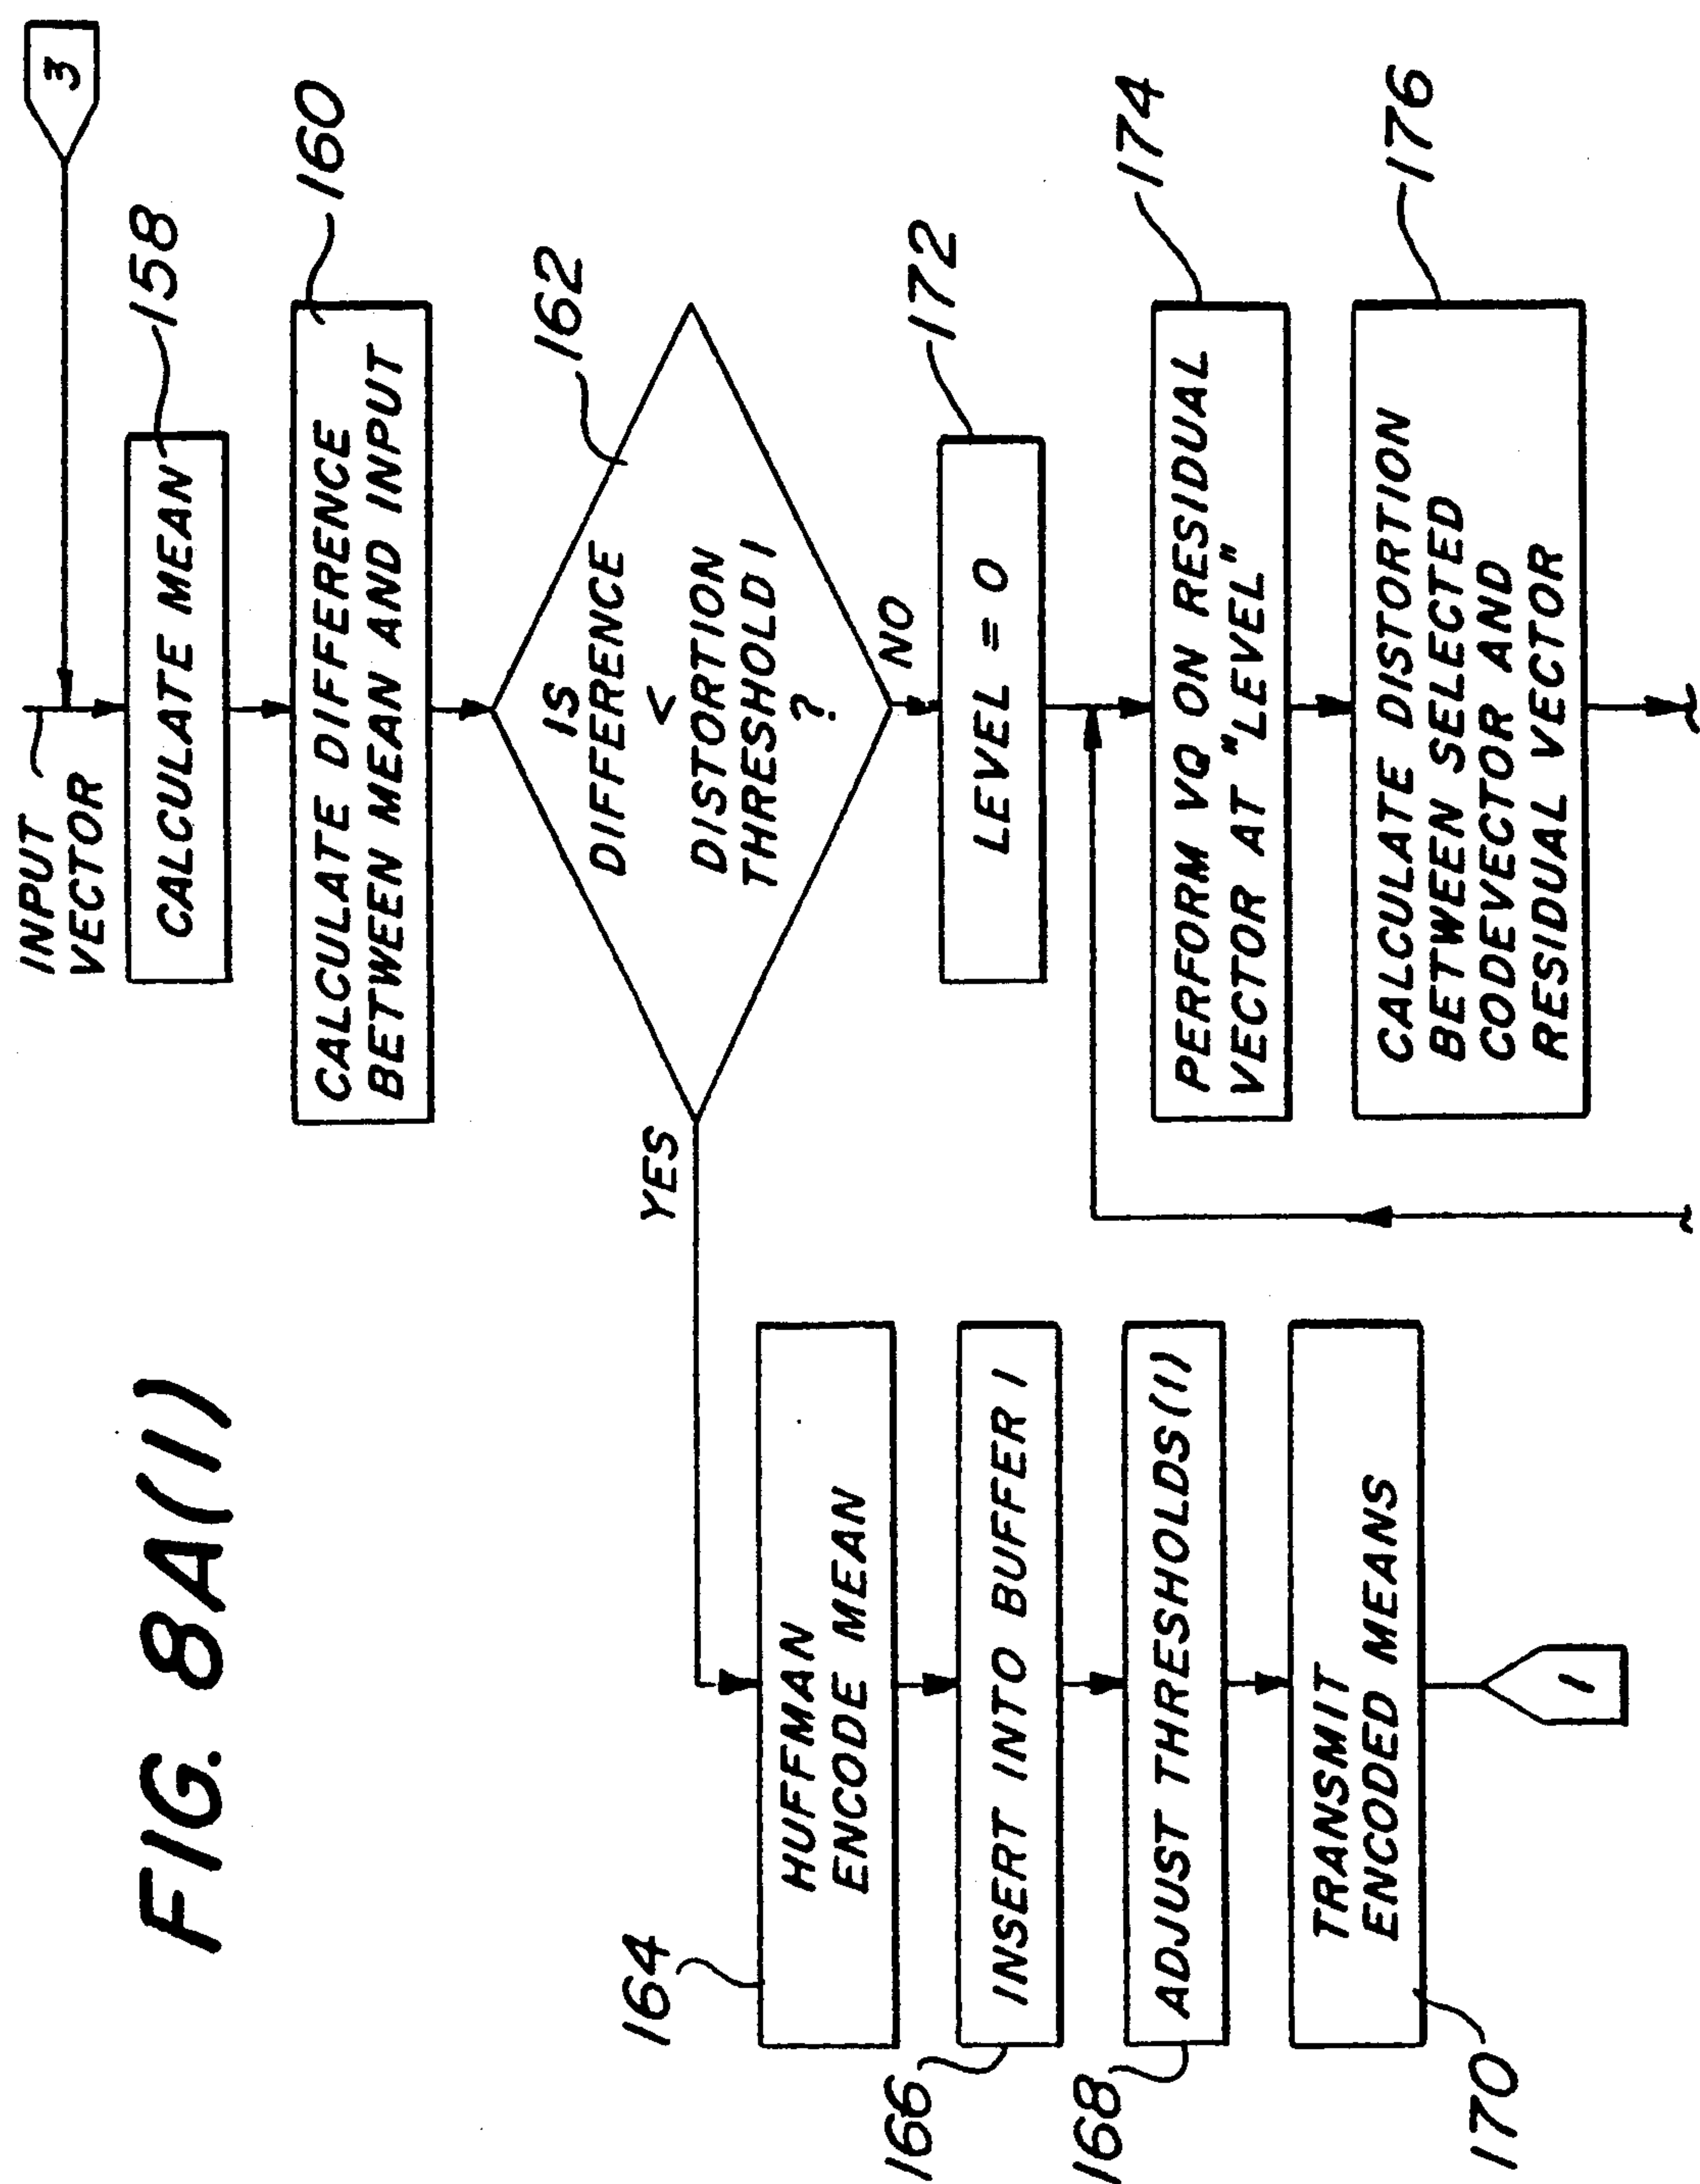 FIG. 8A(1)
INPUT
VECTOR
3
CALCULATE MEAN
158
CALCULATE DIFFERENCE
BETWEEN MEAN AND INPUT
160
IS
DIFFERENCE
<
DISTORTION
THRESHOLD 1
?
162
YES
NO
HUFFMAN
ENCODE MEAN
164
INSERT INTO BUFFER 1
166
ADJUST THRESHOLDS(1)
168
TRANSMIT
ENCODED MEANS
170
1
LEVEL = 0
172
PERFORM VQ ON RESIDUAL
VECTOR AT "LEVEL"
174
CALCULATE DISTORTION
BETWEEN SELECTED
CODEVECTOR AND
RESIDUAL VECTOR
176